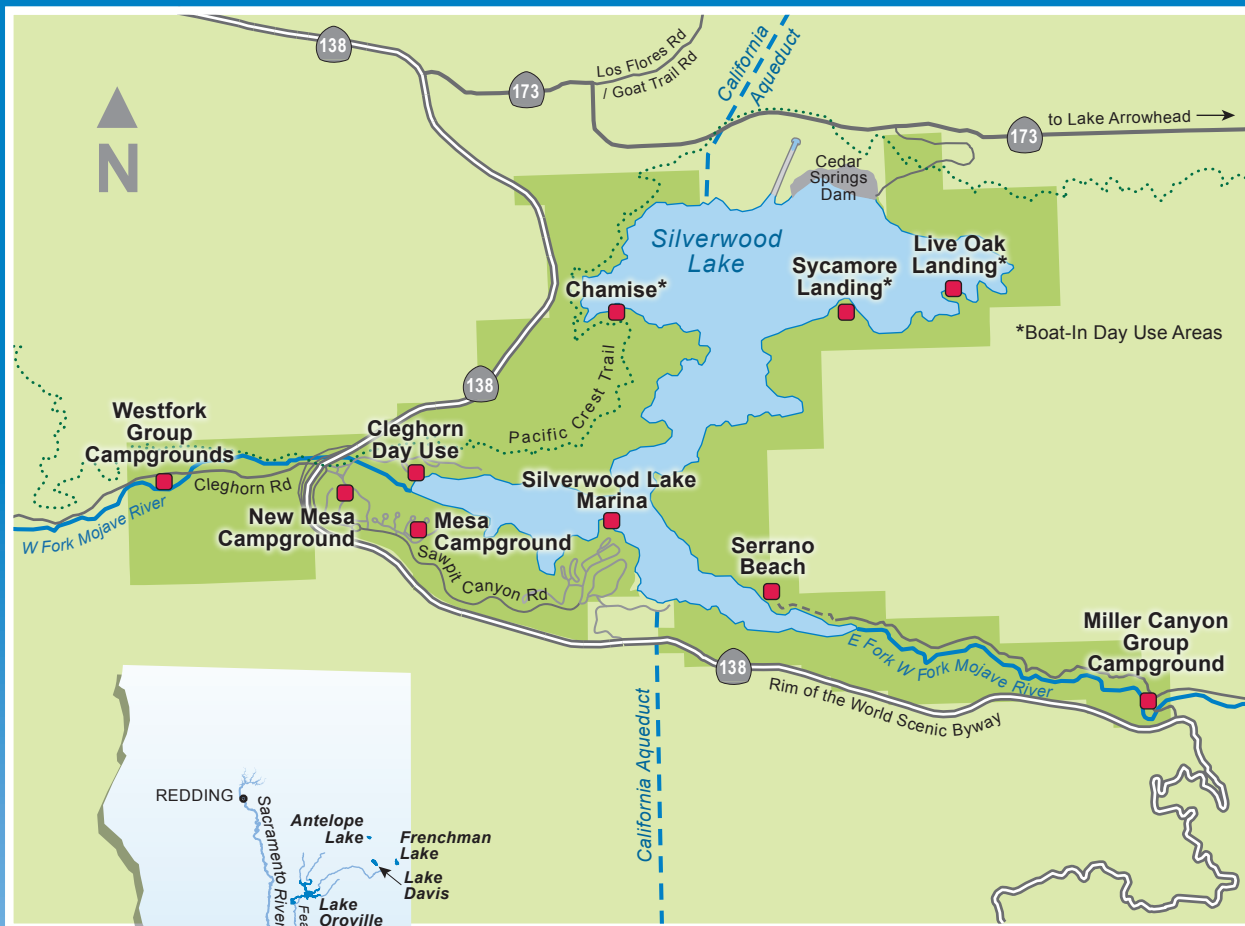 138
Los Flores Rd
/ Goat Trail Rd
California
Aqueduct
173
to Lake Arrowhead
173
N
Cedar
Springs
Dam
Silverwood
Lake
Live Oak
Landing*
Sycamore
Landing*
Chamise*
*Boat-In Day Use Areas
138
Pacific Crest Trail
Westfork
Group
Campgrounds
Cleghorn
Day Use
Cleghorn Rd
Silverwood Lake
Marina
W Fork Mojave River
New Mesa
Campground
Mesa
Campground
Sawpit Canyon Rd
Serrano
Beach
Miller Canyon
Group
Campground
E Fork W Fork Mojave River
138
Rim of the World Scenic Byway
California Aqueduct
REDDING
Sacramento River
Antelope
Lake
Frenchman
Lake
Lake
Davis
Lake
Oroville